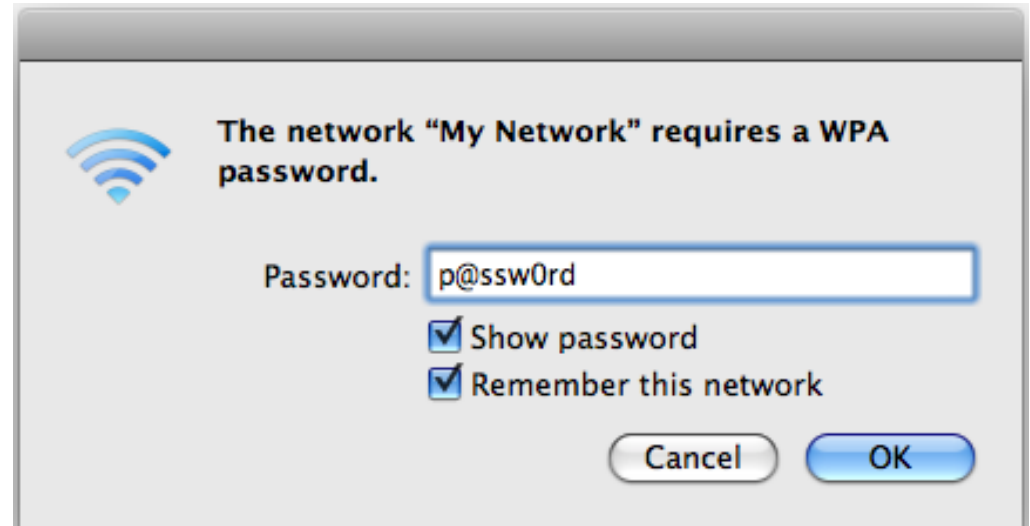 The network “My Network” requires a WPA
password.
Password: p@ssw0rd
Show password
Remember this network
Cancel OK